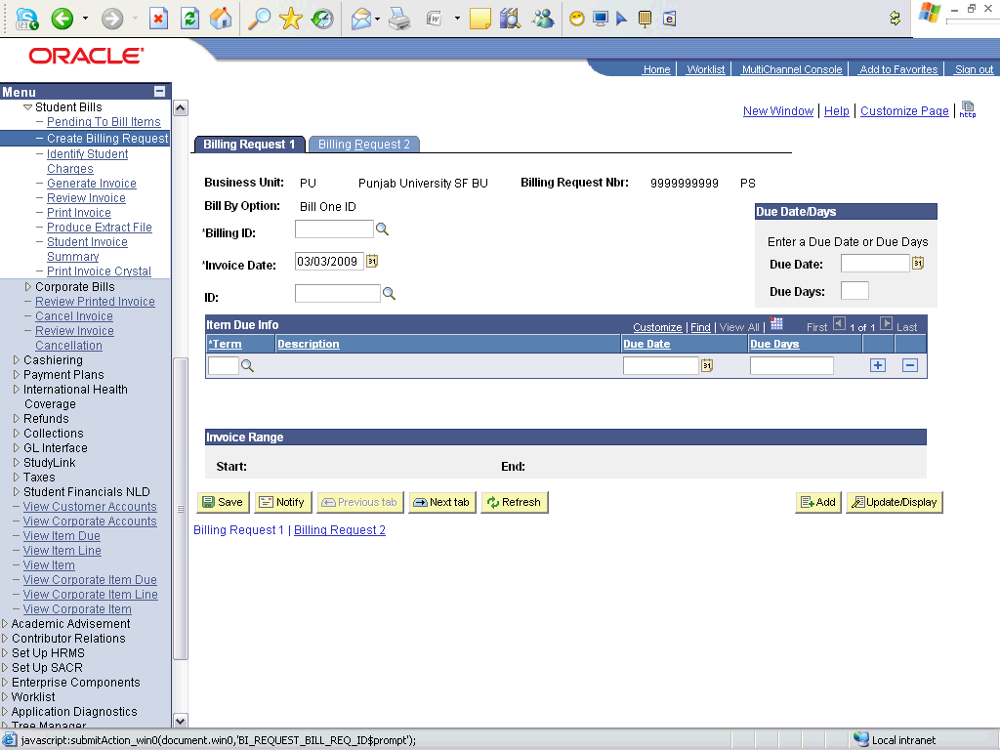 ORACLE®
Home Worklist MultiChannel Console Add to Favorites Sign out
Menu
Student Bills
Pending To Bill Items
Create Billing Request
Identify Student
Charges
Generate Invoice
Review Invoice
Print Invoice
Produce Extract File
Student Invoice
Summary
Print Invoice Crystal
Corporate Bills
Review Printed Invoice
Cancel Invoice
Review Invoice
Cancellation
Cashiering
Payment Plans
International Health
Coverage
Refunds
Collections
GL Interface
StudyLink
Taxes
Student Financials NLD
View Customer Accounts
View Corporate Accounts
View Item Due
View Item Line
View Item
View Corporate Item Due
View Corporate Item Line
View Corporate Item
Academic Advisement
Contributor Relations
Set Up HRMS
Set Up SACR
Enterprise Components
Worklist
Application Diagnostics
Tree Manager
New Window | Help | Customize Page | http
Billing Request 1 Billing Request 2
Business Unit: PU Punjab University SF BU Billing Request Nbr: 9999999999 PS
Bill By Option: Bill One ID
*Billing ID:
*Invoice Date: 03/03/2009 31
ID:
Due Date/Days
Enter a Due Date or Due Days
Due Date: 31
Due Days:
Item Due Info Customize | Find | View All | First 1 of 1 Last
*Term Description Due Date Due Days
31
Invoice Range
Start: End:
Save Notify Previous tab Next tab Refresh Add Update/Display
Billing Request 1 | Billing Request 2
javascript:submitAction_win0(document.win0,'BI_REQUEST_BILL_REQ_ID$prompt'); Local intranet